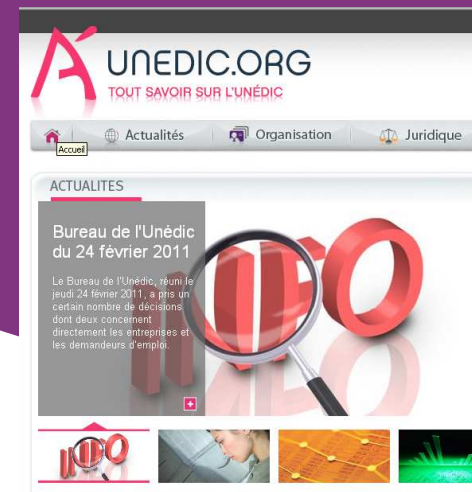 UNEDIC.ORG
TOUT SAVOIR SUR L'UNÉDIC
Actualités Organisation Juridique
Accueil
ACTUALITES
Bureau de l'Unédic
du 24 février 2011
Le Bureau de l'Unédic, réuni le
jeudi 24 février 2011, a pris un
certain nombre de décisions
dont deux concernent
directement les entreprises et
les demandeurs d'emploi.
INFO
INFO